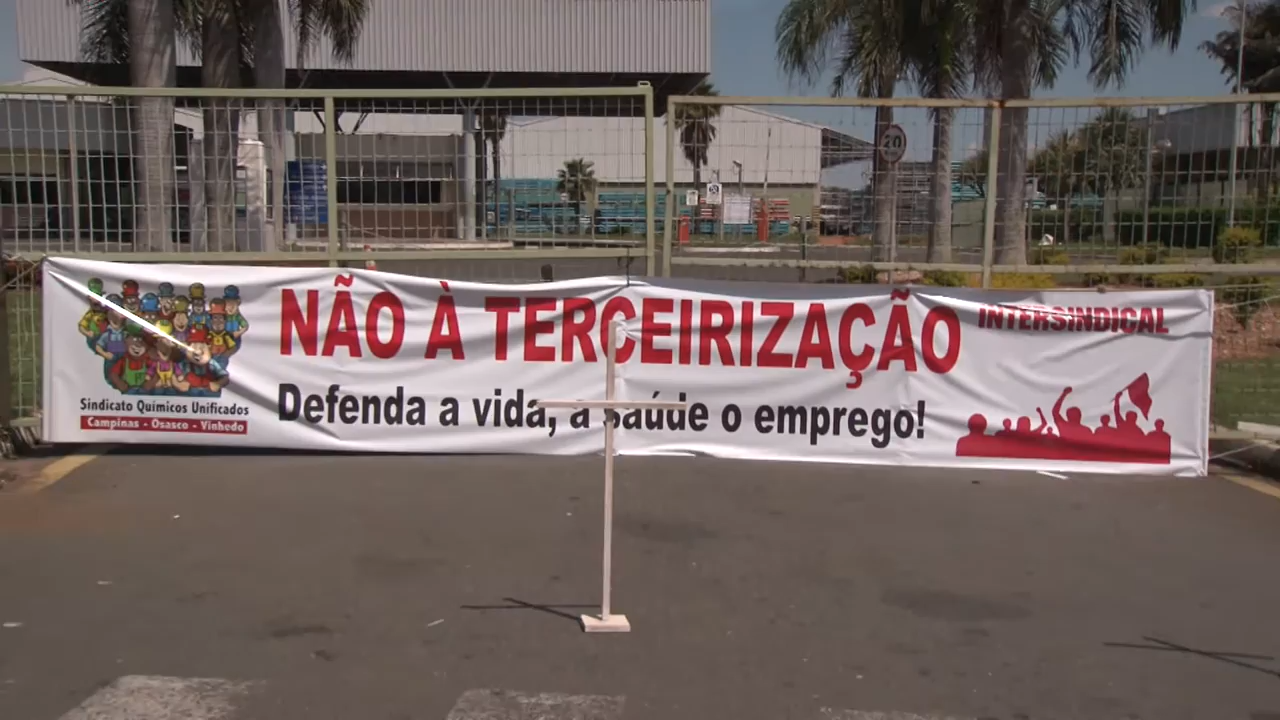 20
NÃO À TERCEIRIZAÇÃO
Defenda a vida, a saúde o emprego!
Sindicato Químicos Unificados
Campinas - Osasco - Vinhedo
INTERSINDICAL